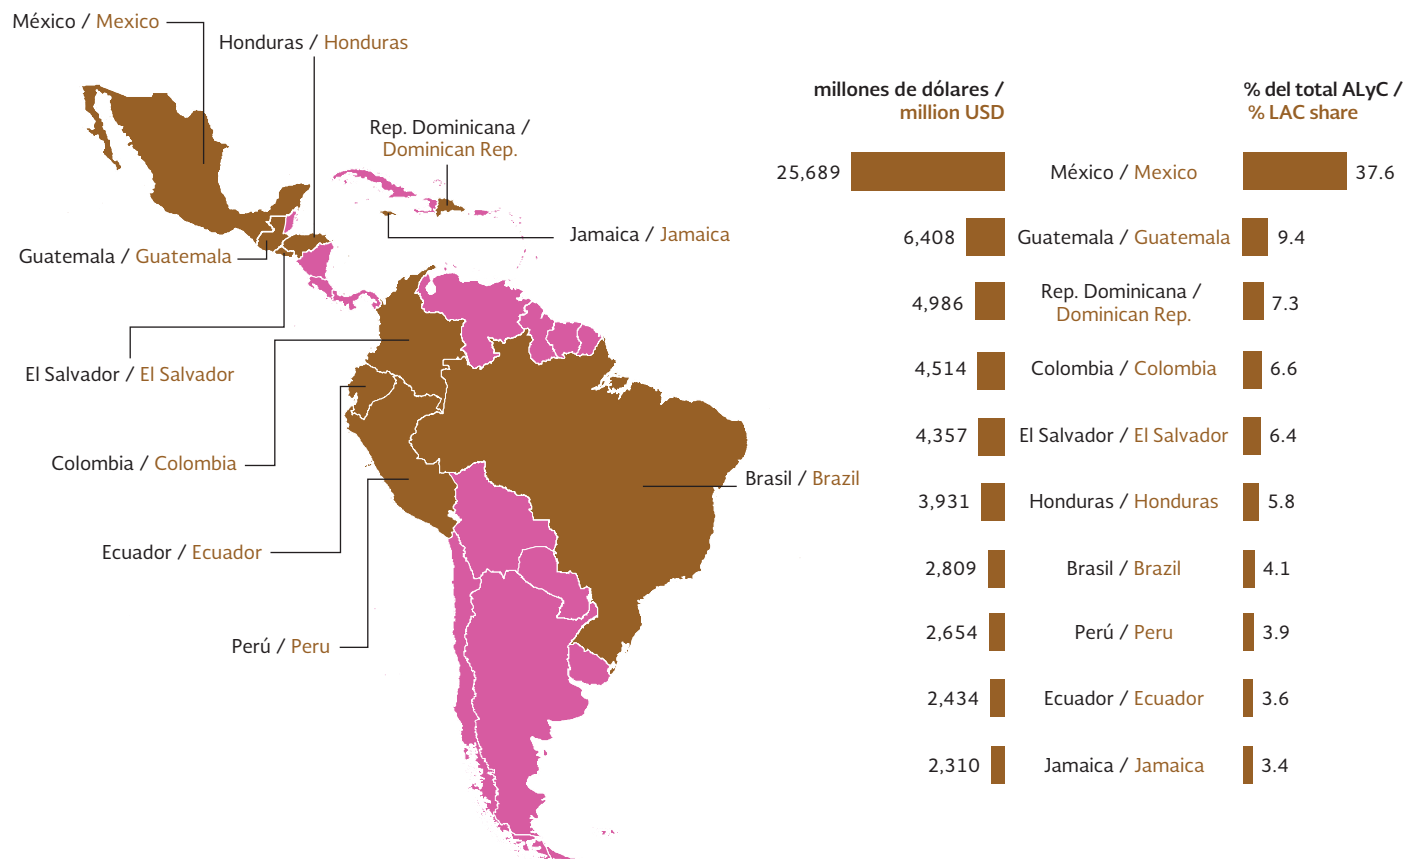 México / Mexico
Honduras / Honduras
Rep. Dominicana /
Dominican Rep.
Jamaica / Jamaica
Guatemala / Guatemala
El Salvador / El Salvador
Colombia / Colombia
Brasil / Brazil
Ecuador / Ecuador
Perú / Peru
millones de dólares /
million USD
% del total ALyC /
% LAC share
25,689 México / Mexico 37.6
6,408 Guatemala / Guatemala 9.4
4,986 Rep. Dominicana / 7.3
Dominican Rep.
4,514 Colombia / Colombia 6.6
4,357 El Salvador / El Salvador 6.4
3,931 Honduras / Honduras 5.8
2,809 Brasil / Brazil 4.1
2,654 Perú / Peru 3.9
2,434 Ecuador / Ecuador 3.6
2,310 Jamaica / Jamaica 3.4